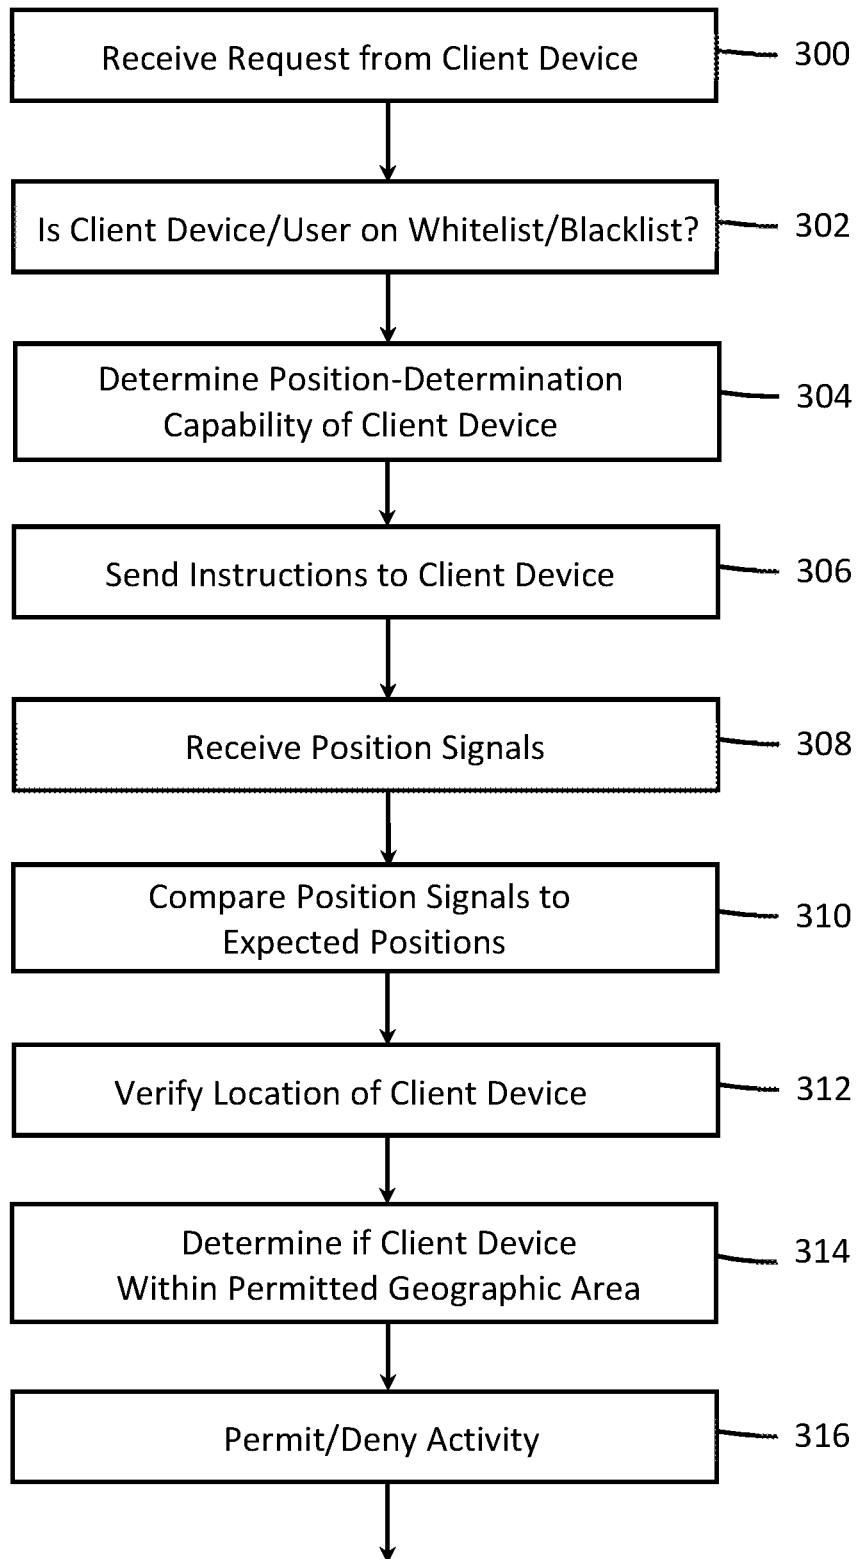 Receive Request from Client Device
300
Is Client Device/User on Whitelist/Blacklist?
302
Determine Position-Determination
Capability of Client Device
304
Send Instructions to Client Device
306
Receive Position Signals
308
Compare Position Signals to
Expected Positions
310
Verify Location of Client Device
312
Determine if Client Device
Within Permitted Geographic Area
314
Permit/Deny Activity
316